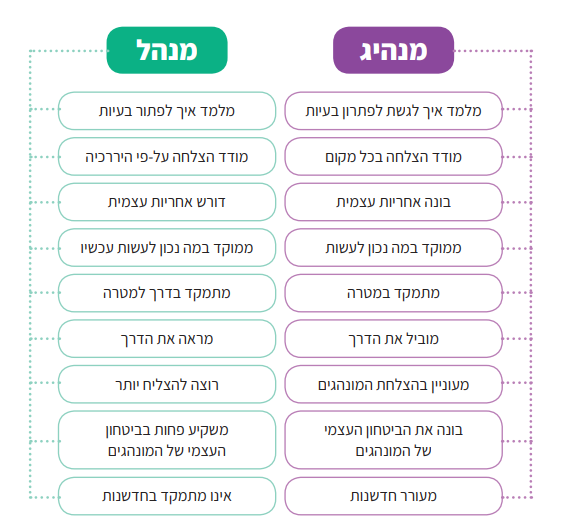 מנהיג
מנהל
מלמד איך לגשת לפתרון בעיות
מלמד איך לפתור בעיות
מודד הצלחה בכל מקום
מודד הצלחה על-פי היררכיה
בונה אחריות עצמית
דורש אחריות עצמית
ממוקד במה נכון לעשות
ממוקד במה נכון לעשות עכשיו
מתמקד במטרה
מתמקד בדרך למטרה
מוביל את הדרך
מראה את הדרך
מעוניין בהצלחת המונהגים
רוצה להצליח יותר
בונה את הביטחון העצמי
של המונהגים
משקיע פחות בביטחון
העצמי של המונהגים
מעורר חדשנות
אינו מתמקד בחדשנות